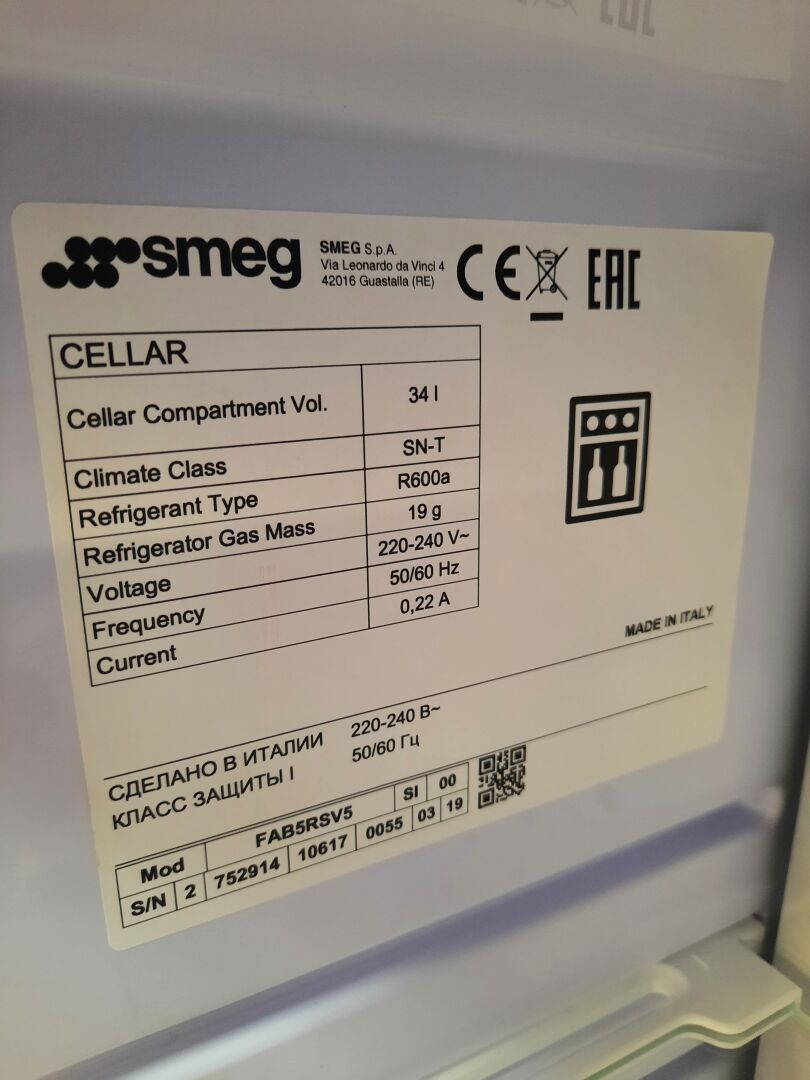 smeg
SMEG S.p.A.
Via Leonardo da Vinci 4
42016 Guastalla (RE)
CE
EAC
CELLAR
Cellar Compartment Vol. 34 l
Climate Class SN-T
Refrigerant Type R600a
Refrigerator Gas Mass 19 g
Voltage 220-240 V~
Frequency 50/60 Hz
Current 0,22 A
MADE IN ITALY
СДЕЛАНО В ИТАЛИИ 220-240 В~
КЛАСС ЗАЩИТЫ I 50/60 Гц
Mod FAB5RSV5 SI 00
S/N 2 752914 10617 0055 03 19